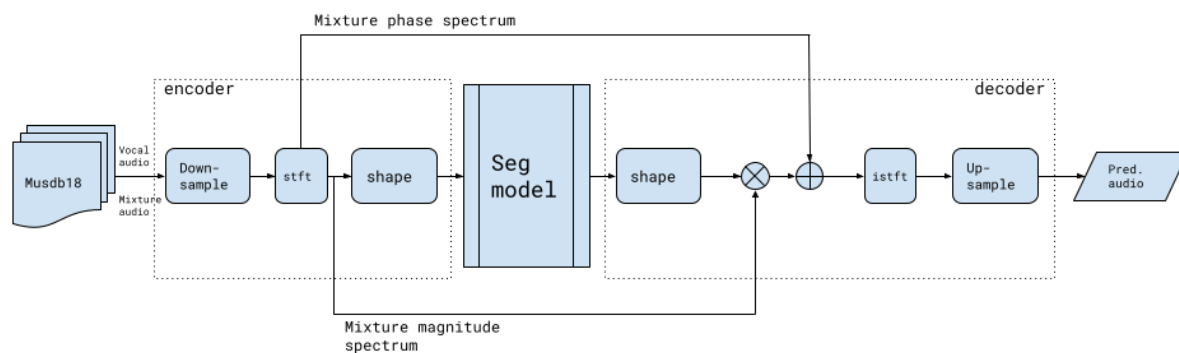 Mixture phase spectrum
encoder
decoder
Musdb18
Vocal
audio
Mixture
audio
Down-
sample
stft
shape
Seg
model
shape
istft
Up-
sample
Pred.
audio
Mixture magnitude
spectrum